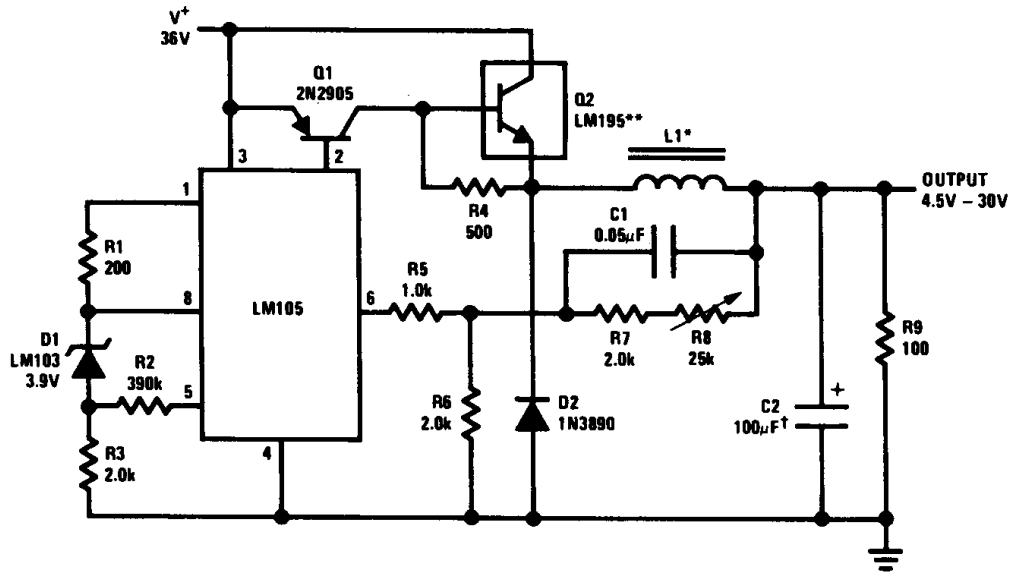 V+
36V
Q1
2N2905
Q2
LM195**
L1*
3
2
1
OUTPUT
4.5V – 30V
R4
500
C1
0.05μF
R1
200
R5
1.0k
8
LM105
6
D1
LM103
3.9V
R2
390k
R7
2.0k
R8
25k
R9
100
5
R6
2.0k
D2
1N3890
+
C2
100μF†
R3
2.0k
4